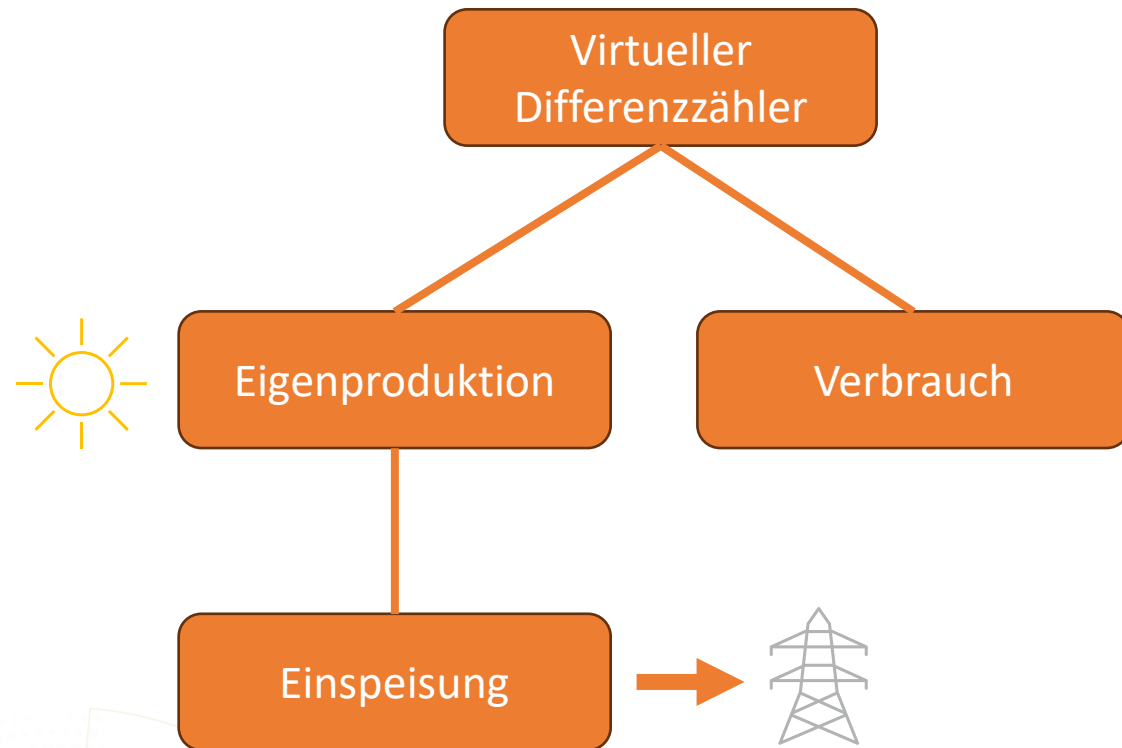 Virtueller
Differenzzähler
Eigenproduktion
Verbrauch
Einspeisung